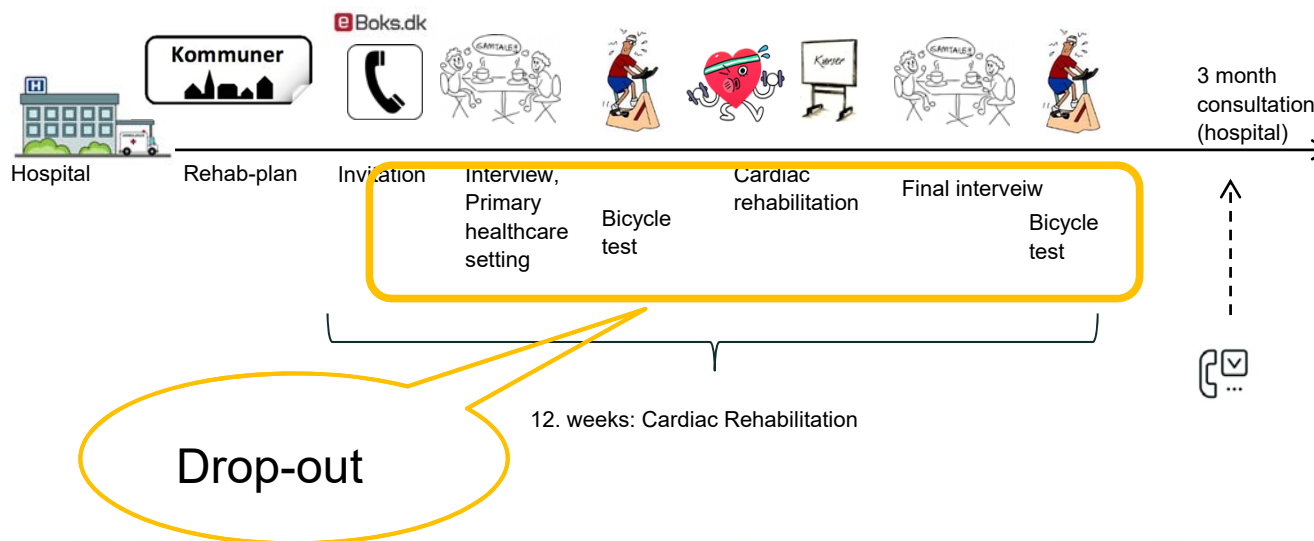 eBoks.dk
Kommuner
SAMTALE?
Kurser
SAMTALE?
3 month
consultation
(hospital)
H
Hospital
Rehab-plan
Invitation
Interview,
Primary
healthcare
setting
Bicycle
test
Cardiac
rehabilitation
Final interveiw
Bicycle
test
12. weeks: Cardiac Rehabilitation
Drop-out